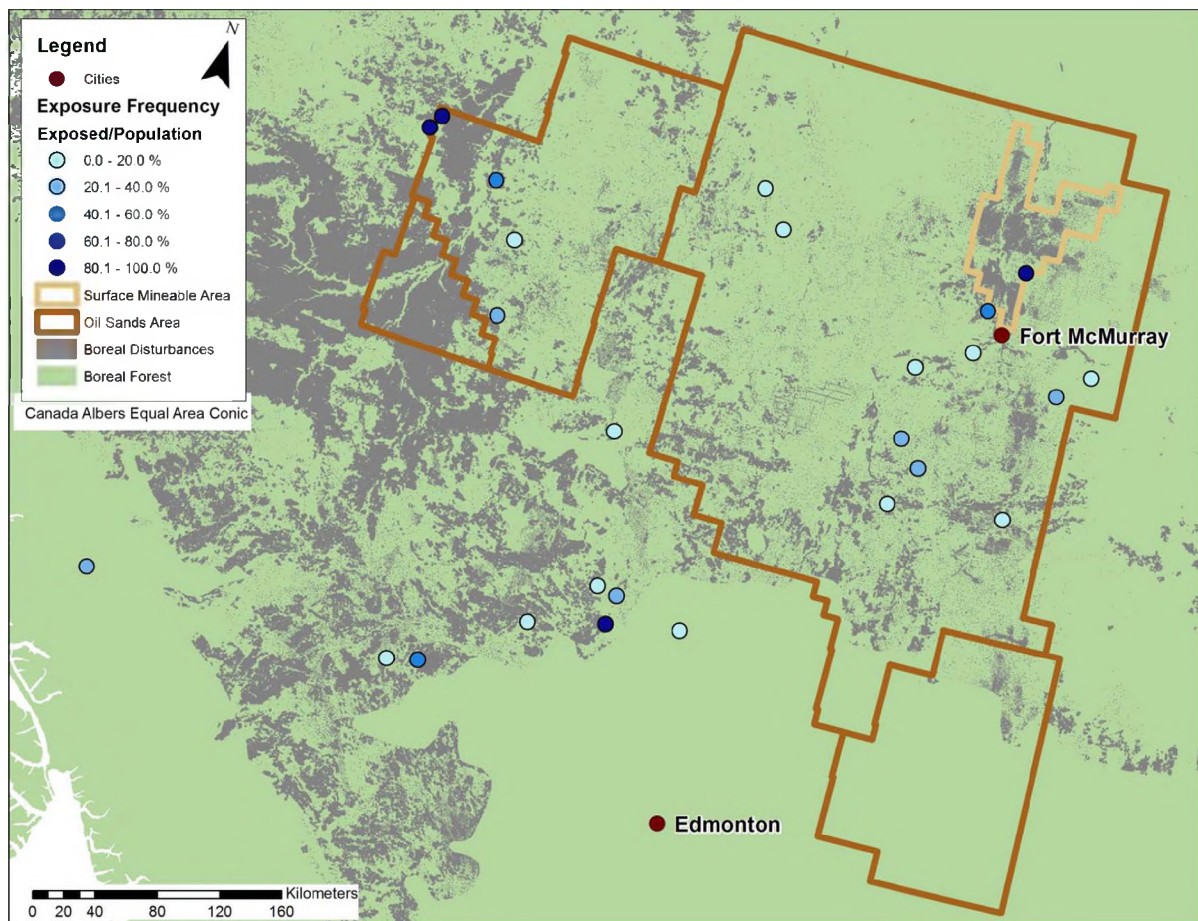 N
Legend
Cities
Exposure Frequency
Exposed/Population
0.0 - 20.0 %
20.1 - 40.0 %
40.1 - 60.0 %
60.1 - 80.0 %
80.1 - 100.0 %
Surface Mineable Area
Oil Sands Area
Boreal Disturbances
Boreal Forest
Canada Albers Equal Area Conic
Fort McMurray
Edmonton
Kilometers
0 20 40 80 120 160